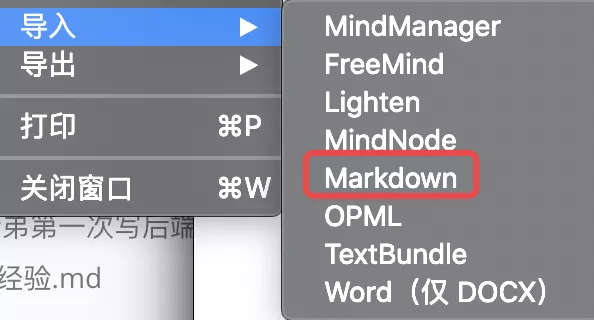 导入 ▶
导出 ▶
打印 ⌘P
关闭窗口 ⌘W
弟第一次写后端
经验.md
MindManager
FreeMind
Lighten
MindNode
Markdown
OPML
TextBundle
Word（仅 DOCX）